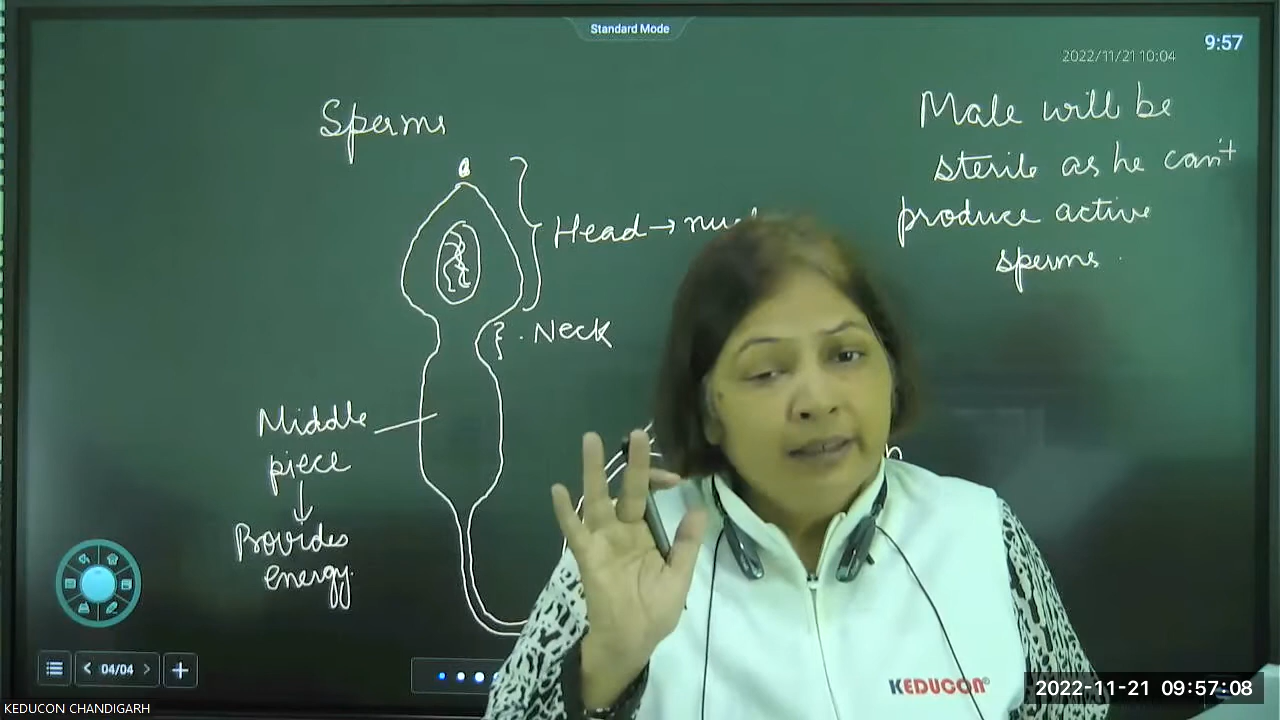 Standard Mode
9:57
2022/11/21 10:04
Sperms
Male will be
sterile as he can't
produce active
sperms.
Head →
Neck
Middle
piece
↓
Provides
energy.
04/04
KEDUCON
2022-11-21 09:57:08
KEDUCON CHANDIGARH